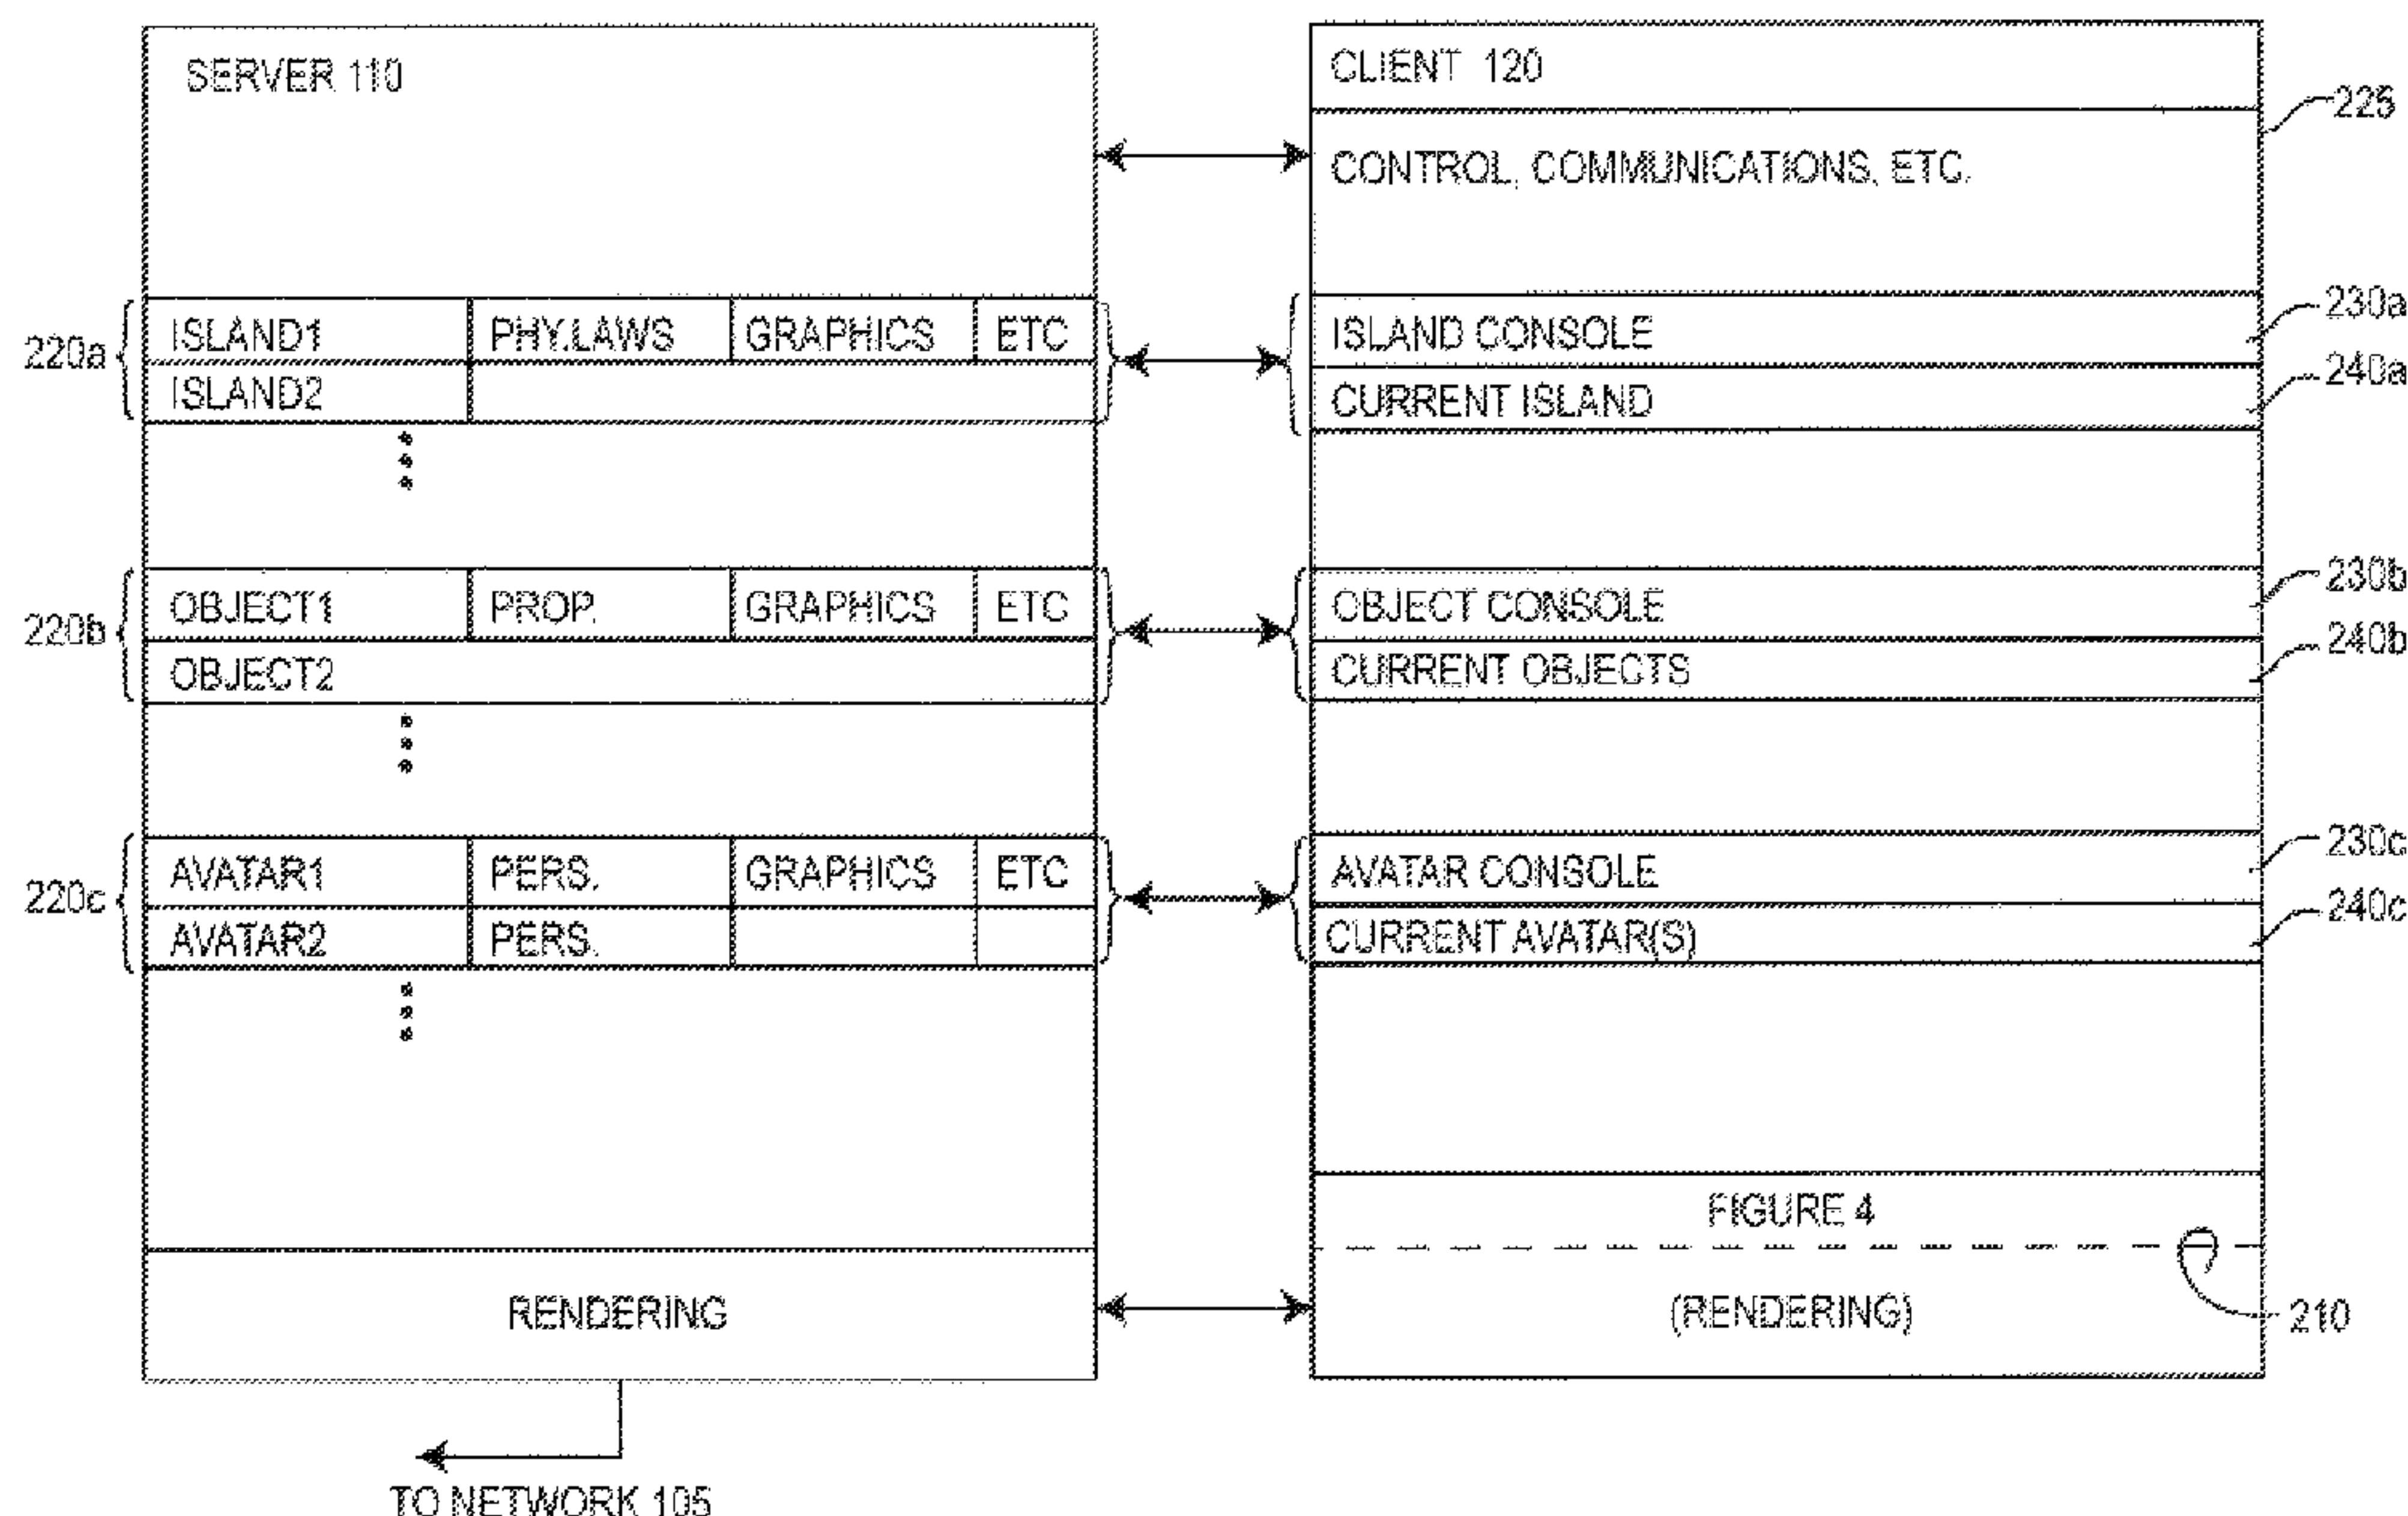 SERVER 110
220a
ISLAND1 PHY.LAWS GRAPHICS ETC
ISLAND2
220b
OBJECT1 PROP. GRAPHICS ETC
OBJECT2
220c
AVATAR1 PERS. GRAPHICS ETC
AVATAR2 PERS.
RENDERING
TO NETWORK 105
CLIENT 120
225
CONTROL, COMMUNICATIONS, ETC.
ISLAND CONSOLE 230a
CURRENT ISLAND 240a
OBJECT CONSOLE 230b
CURRENT OBJECTS 240b
AVATAR CONSOLE 230c
CURRENT AVATAR(S) 240c
FIGURE 4
(RENDERING)
210